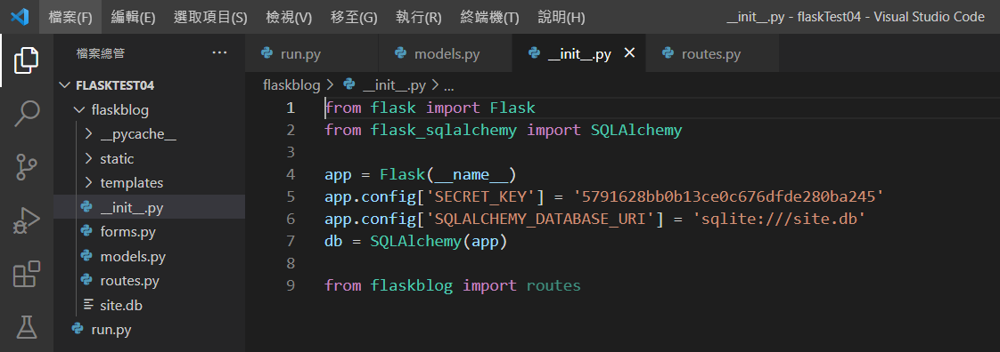 檔案(F) 編輯(E) 選取項目(S) 檢視(V) 移至(G) 執行(R) 終端機(T) 說明(H) __init__.py - flaskTest04 - Visual Studio Code
檔案總管 ...
run.py models.py __init__.py routes.py
FLASKTEST04
flaskblog
__pycache__
static
templates
__init__.py
forms.py
models.py
routes.py
site.db
run.py
flaskblog > __init__.py > ...
1 from flask import Flask
2 from flask_sqlalchemy import SQLAlchemy
3
4 app = Flask(__name__)
5 app.config['SECRET_KEY'] = '5791628bb0b13ce0c676dfde280ba245'
6 app.config['SQLALCHEMY_DATABASE_URI'] = 'sqlite:///site.db'
7 db = SQLAlchemy(app)
8
9 from flaskblog import routes